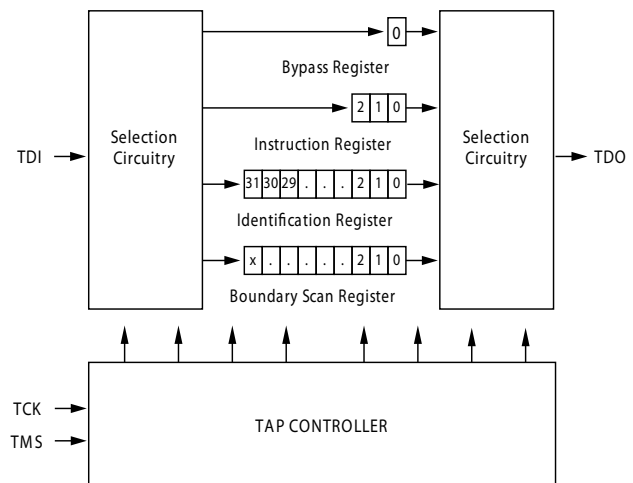 0
Bypass Register
2 1 0
Selection
Circuitry
Selection
Circuitry
TDI
TDO
Instruction Register
31 30 29 . . . 2 1 0
Identification Register
x . . . . . 2 1 0
Boundary Scan Register
TCK
TMS
TAP CONTROLLER